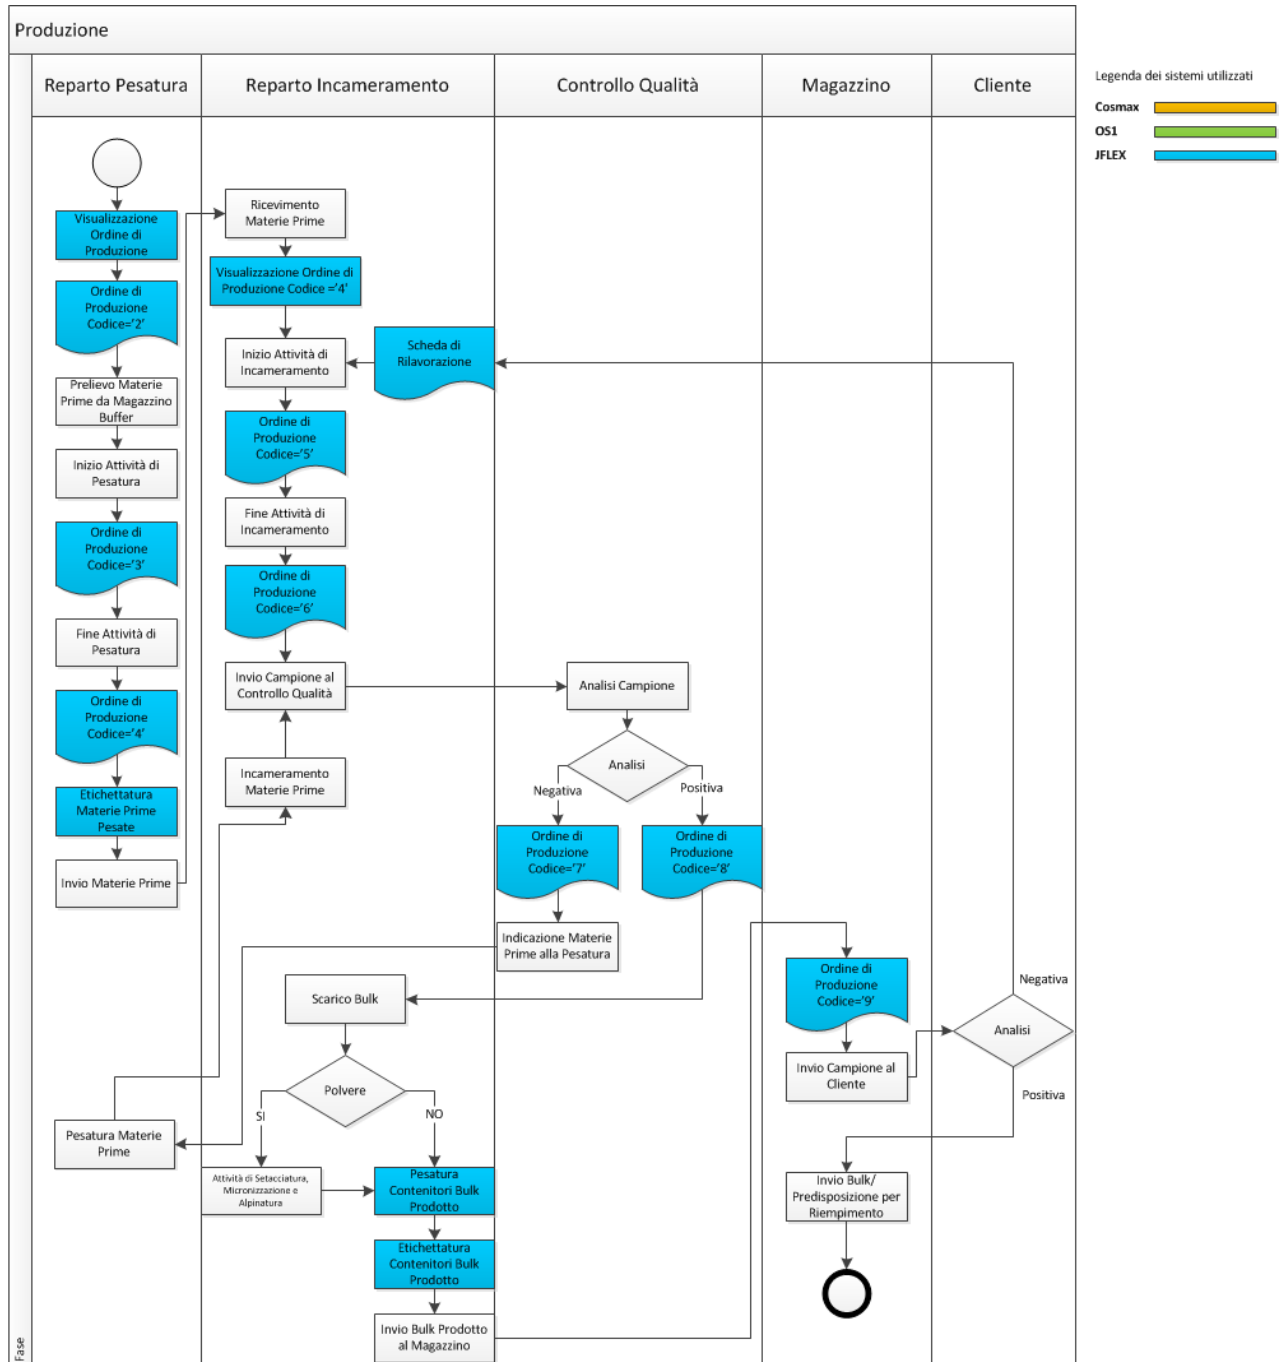 Produzione
Fase
Reparto Pesatura
Reparto Incameramento
Controllo Qualità
Magazzino
Cliente
Legenda dei sistemi utilizzati
Cosmax
OS1
JFLEX
Visualizzazione
Ordine di
Produzione
Ordine di
Produzione
Codice='2'
Prelievo Materie
Prime da Magazzino
Buffer
Inizio Attività di
Pesatura
Ordine di
Produzione
Codice='3'
Fine Attività di
Pesatura
Ordine di
Produzione
Codice='4'
Etichettatura
Materie Prime
Pesate
Invio Materie Prime
Pesatura Materie
Prime
Ricevimento
Materie Prime
Visualizzazione Ordine di
Produzione Codice ='4'
Inizio Attività di
Incameramento
Scheda di
Rilavorazione
Ordine di
Produzione
Codice='5'
Fine Attività di
Incameramento
Ordine di
Produzione
Codice='6'
Invio Campione al
Controllo Qualità
Incameramento
Materie Prime
Scarico Bulk
Polvere
SI
NO
Attività di Setacciatura,
Micronizzazione e
Alpinatura
Pesatura
Contenitori Bulk
Prodotto
Etichettatura
Contenitori Bulk
Prodotto
Invio Bulk Prodotto
al Magazzino
Analisi Campione
Analisi
Negativa
Positiva
Ordine di
Produzione
Codice='7'
Ordine di
Produzione
Codice='8'
Indicazione Materie
Prime alla Pesatura
Ordine di
Produzione
Codice='9'
Invio Campione al
Cliente
Invio Bulk/
Predisposizione per
Riempimento
Negativa
Analisi
Positiva